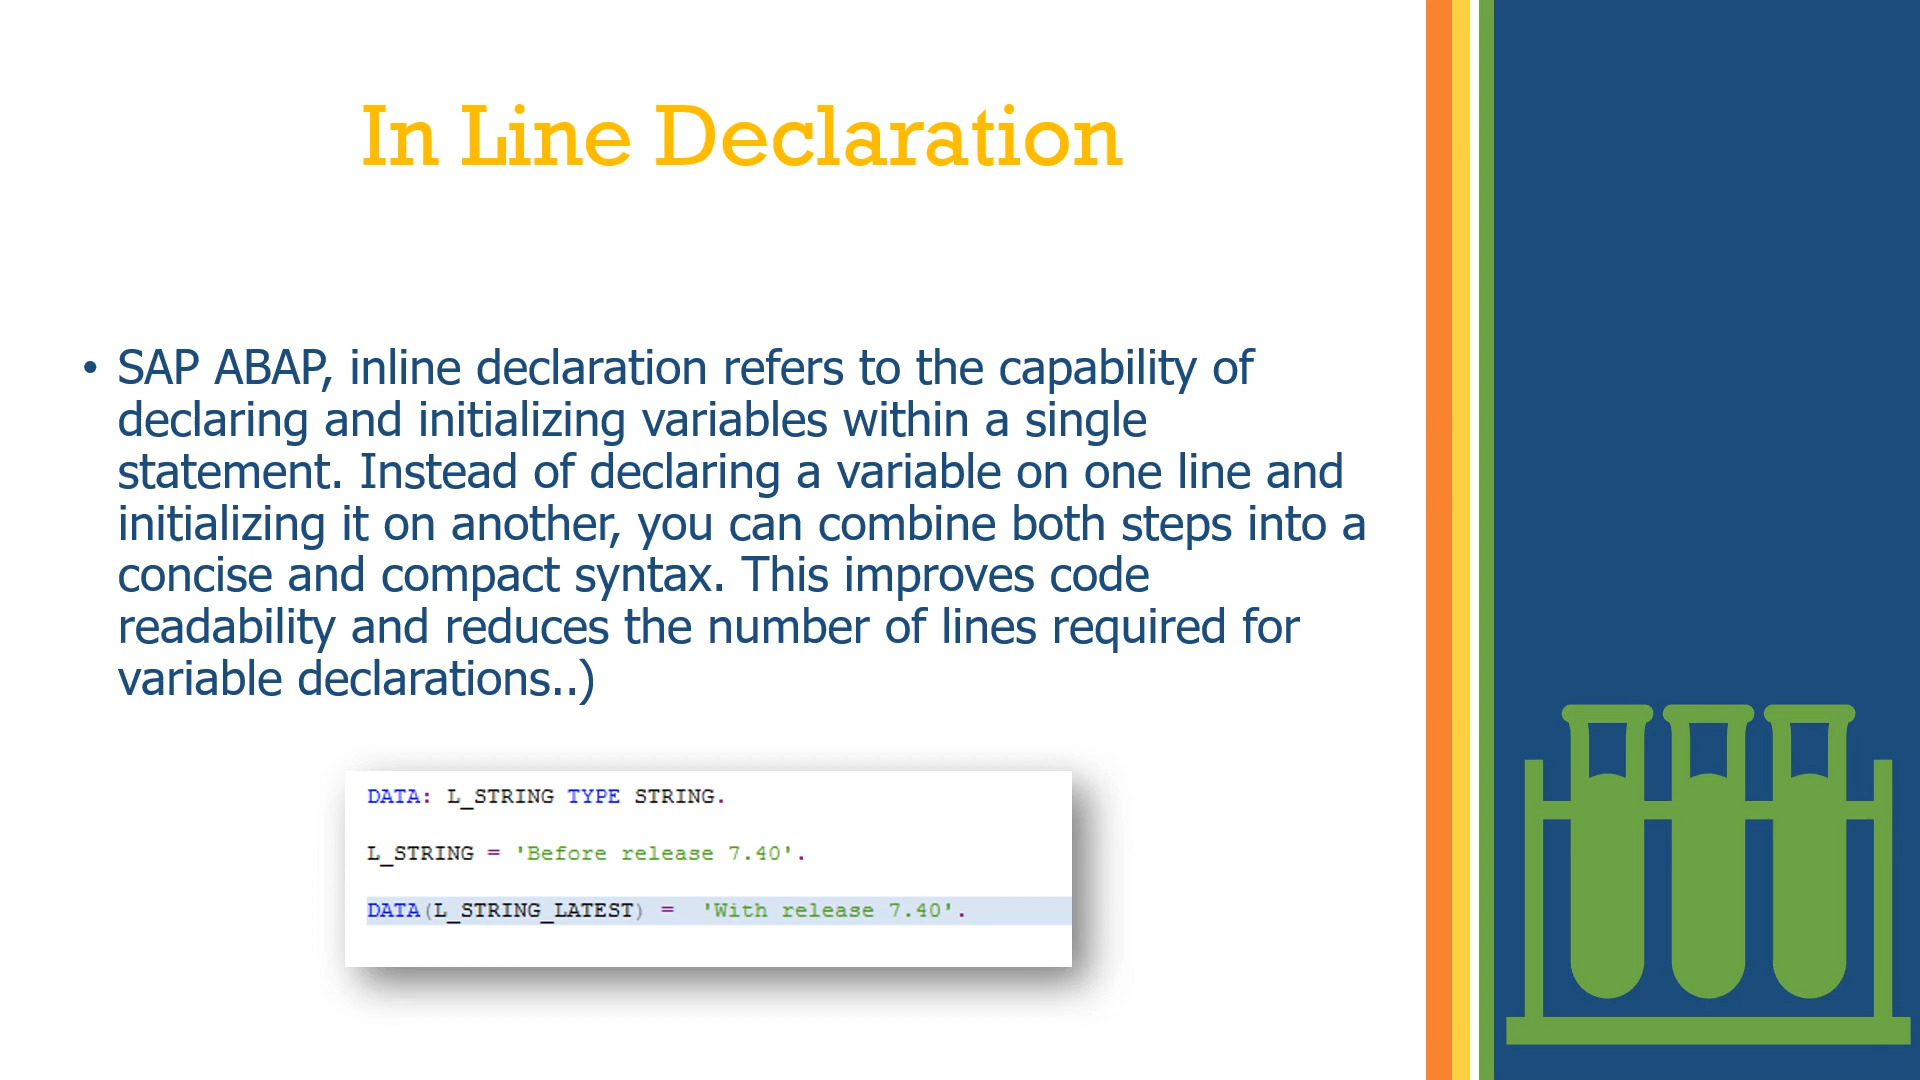 In Line Declaration
• SAP ABAP, inline declaration refers to the capability of
declaring and initializing variables within a single
statement. Instead of declaring a variable on one line and
initializing it on another, you can combine both steps into a
concise and compact syntax. This improves code
readability and reduces the number of lines required for
variable declarations..)
DATA: L_STRING TYPE STRING.
L_STRING = 'Before release 7.40'.
DATA(L_STRING_LATEST) =  'With release 7.40'.